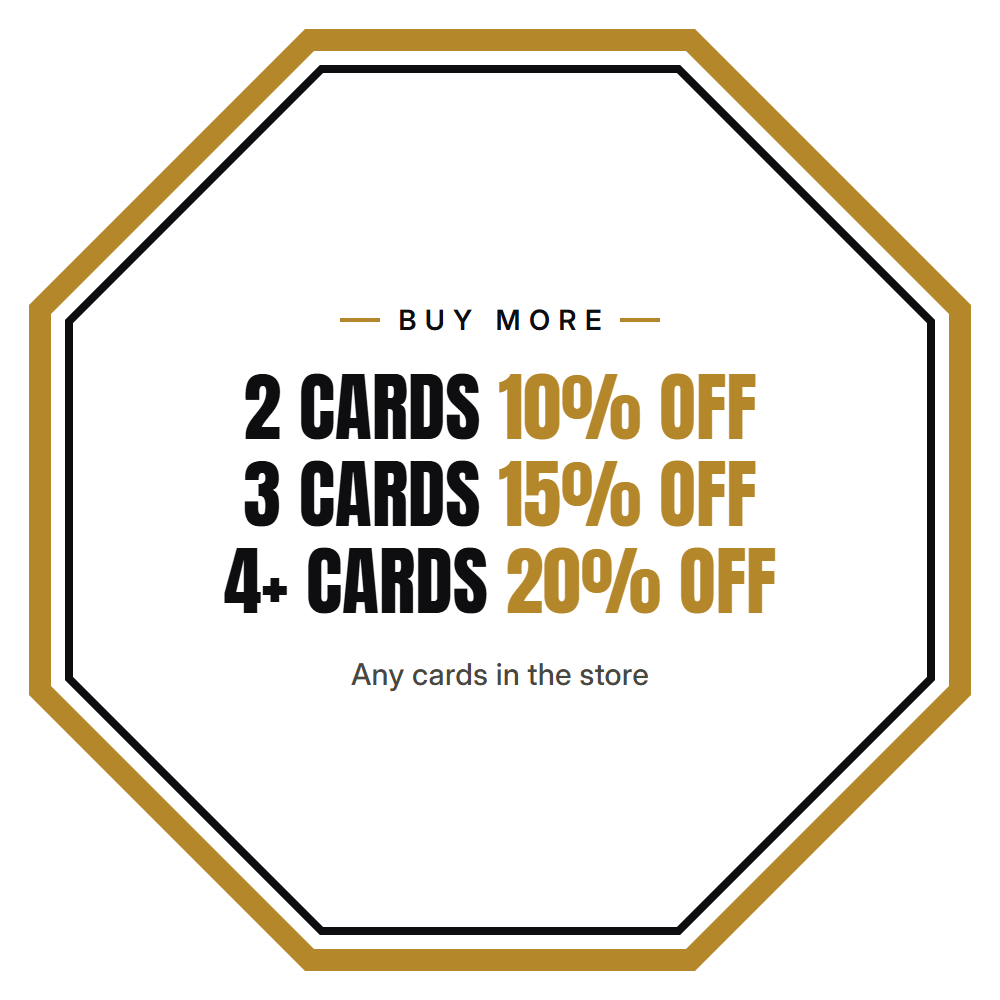 BUY MORE
2 CARDS 10% OFF
3 CARDS 15% OFF
4+ CARDS 20% OFF
Any cards in the store